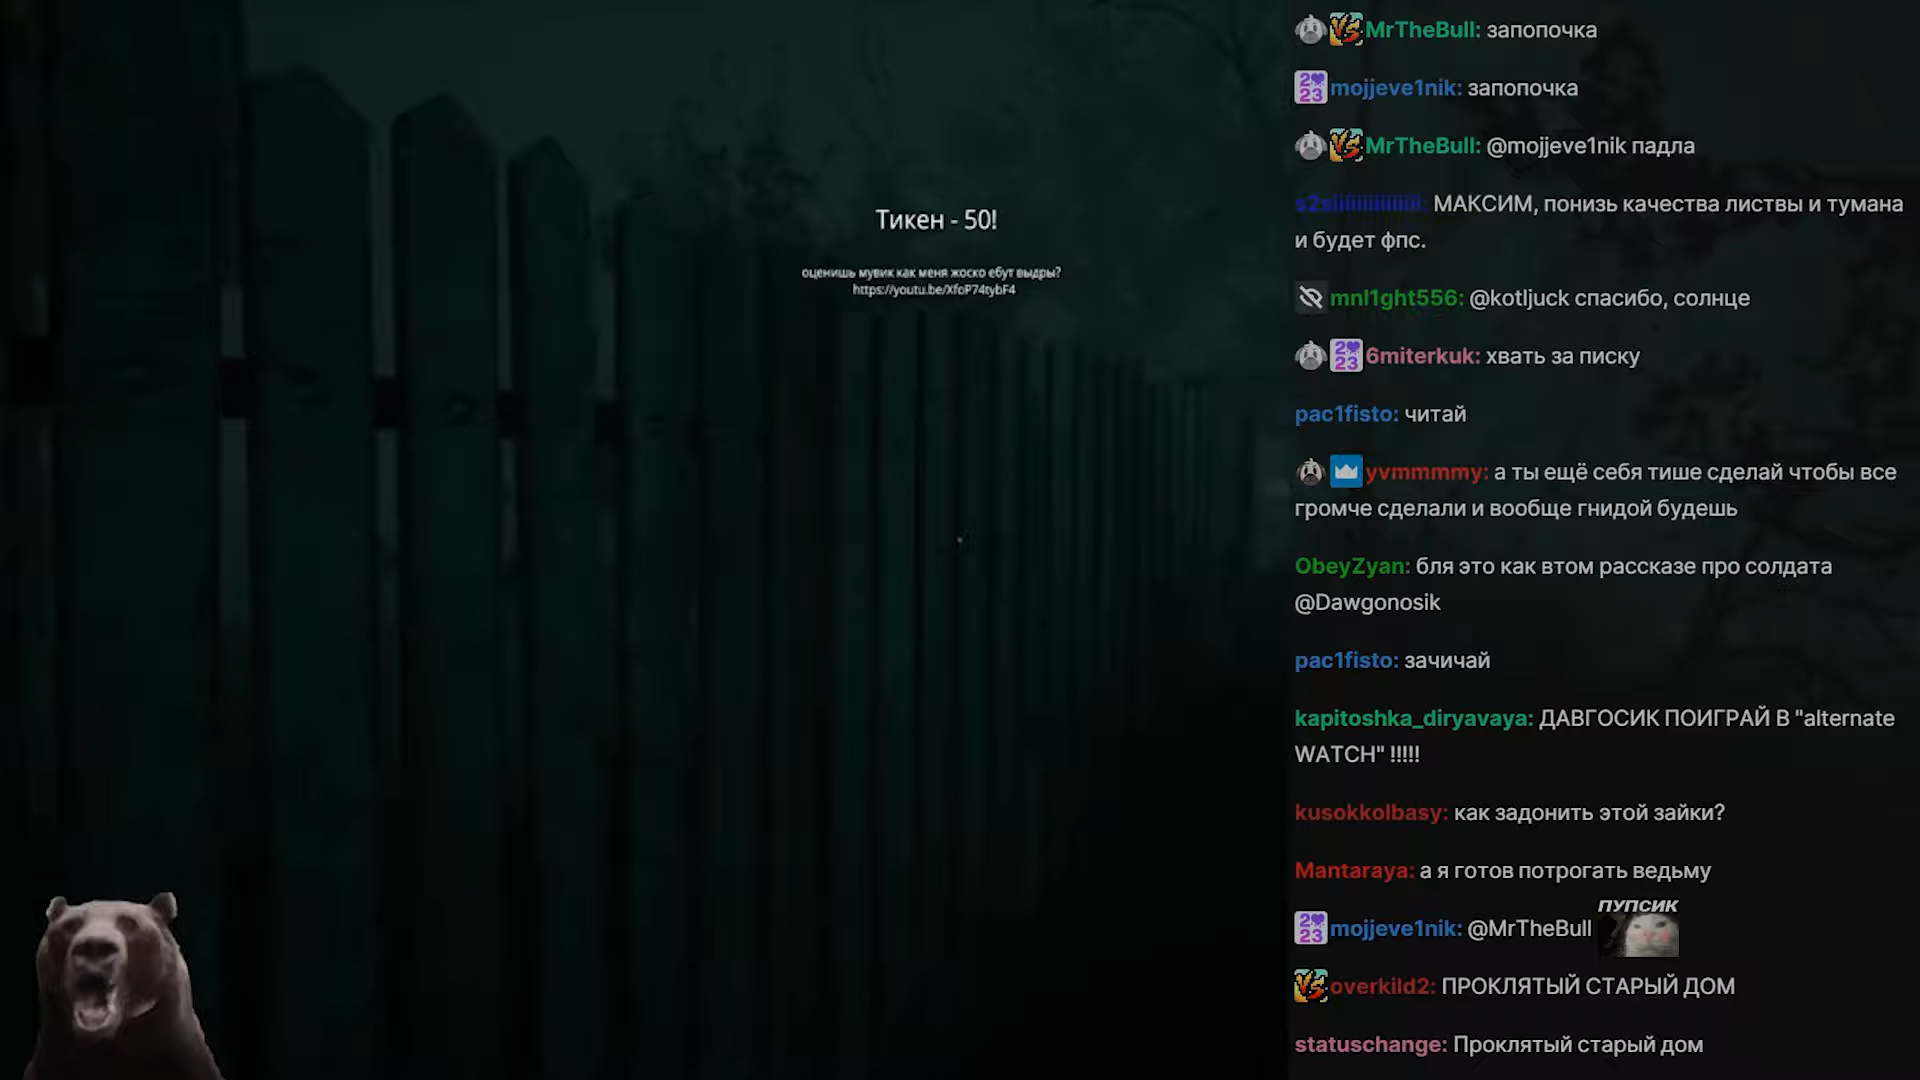 Тикен - 50!
оценишь мувик как меня жоско ебут выдры?
https://youtu.be/XfoP74tybF4
MrTheBull: запопочка
mojjeve1nik: запопочка
MrTheBull: @mojjeve1nik падла
МАКСИМ, понизь качества листвы и тумана
и будет фпс.
mnl1ght556: @kotljuck спасибо, солнце
6miterkuk: хвать за писку
pac1fisto: читай
yvmmmmy: а ты ещё себя тише сделай чтобы все
громче сделали и вообще гнидой будешь
ObeyZyan: бля это как втом рассказе про солдата
@Dawgonosik
pac1fisto: зачичай
kapitoshka_diryavaya: ДАВГОСИК ПОИГРАЙ В "alternate
WATCH" !!!!!
kusokkolbasy: как задонить этой зайки?
Mantaraya: а я готов потрогать ведьму
ПУПСИК
mojjeve1nik: @MrTheBull
overkild2: ПРОКЛЯТЫЙ СТАРЫЙ ДОМ
statuschange: Проклятый старый дом